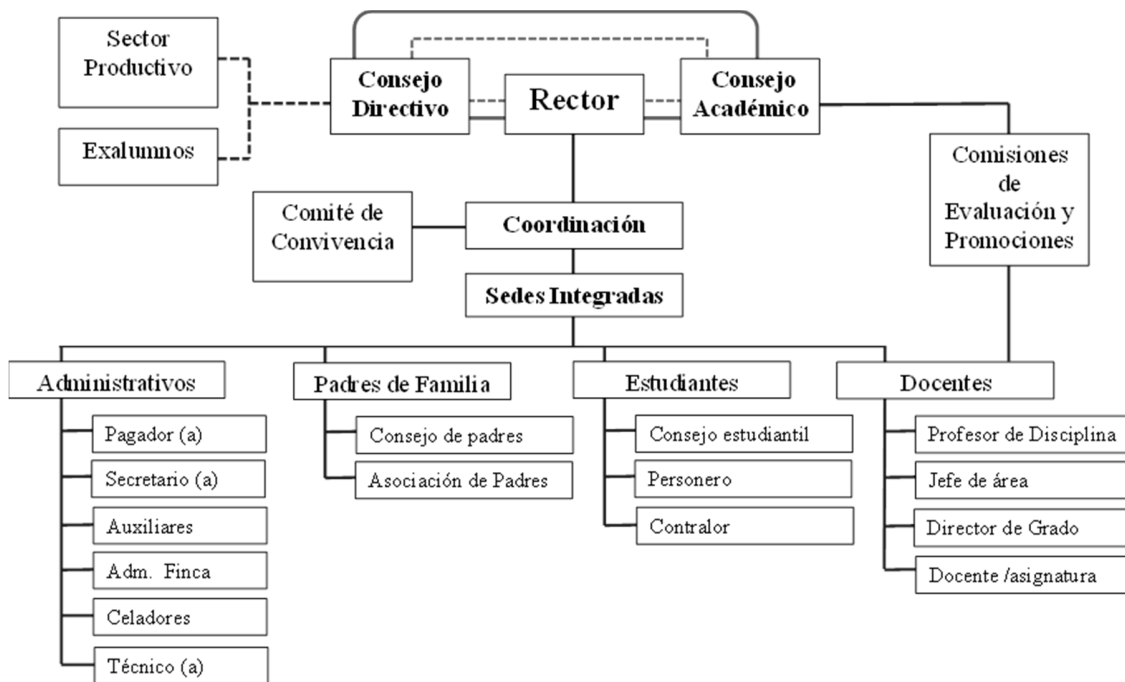 Sector
Productivo
Exalumnos
Consejo
Directivo
Rector
Consejo
Académico
Comisiones
de
Evaluación y
Promociones
Comité de
Convivencia
Coordinación
Sedes Integradas
Administrativos
Pagador (a)
Secretario (a)
Auxiliares
Adm. Finca
Celadores
Técnico (a)
Padres de Familia
Consejo de padres
Asociación de Padres
Estudiantes
Consejo estudiantil
Personero
Contralor
Docentes
Profesor de Disciplina
Jefe de área
Director de Grado
Docente /asignatura